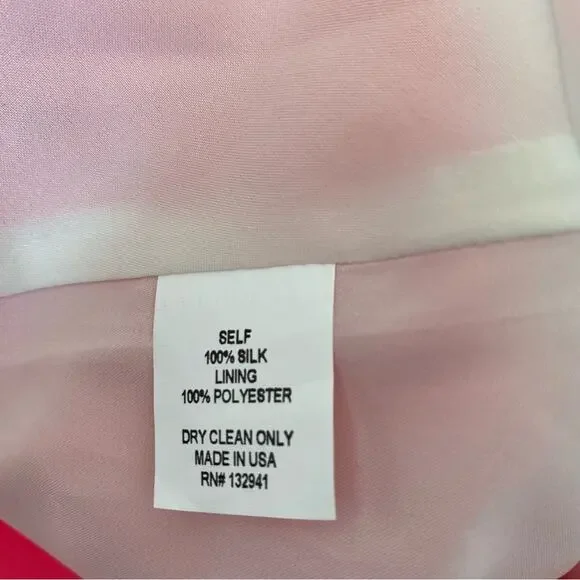 SELF
100% SILK
LINING
100% POLYESTER
DRY CLEAN ONLY
MADE IN USA
RN# 132941